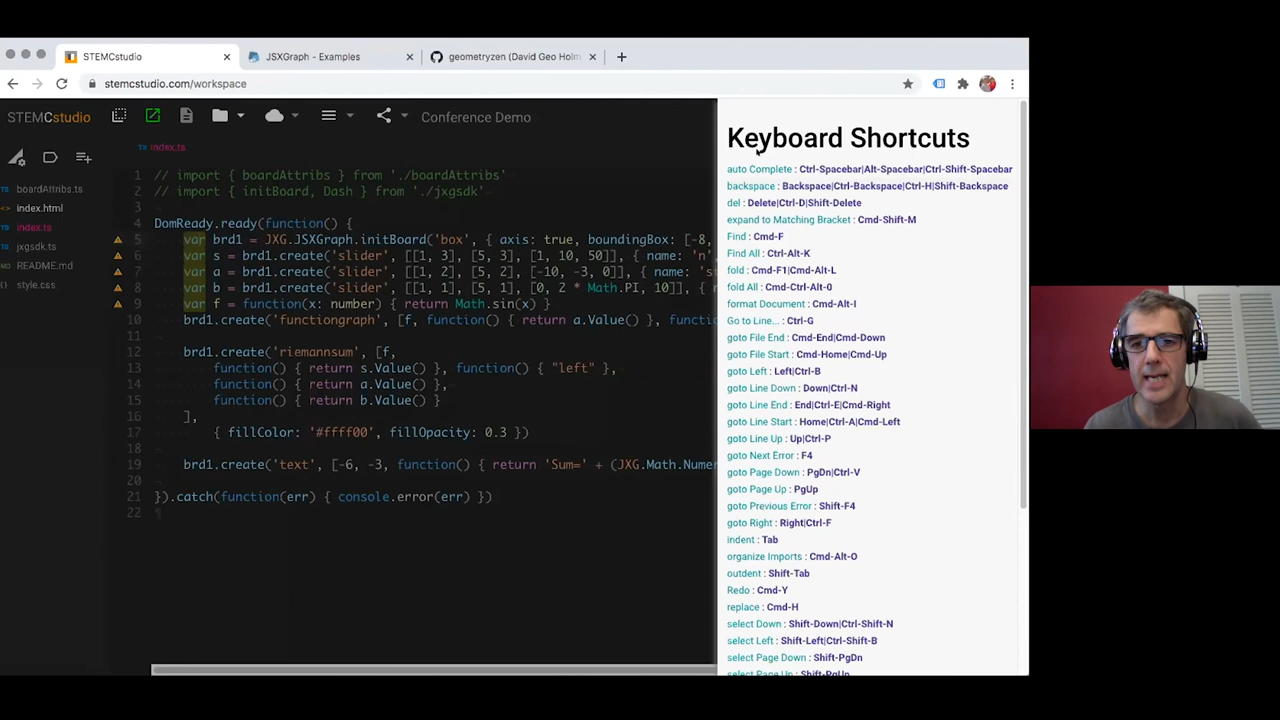 STEMCstudio
JSXGraph - Examples
geometryzen (David Geo Holm
stemcstudio.com/workspace
STEMCstudio
Conference Demo
boardAttribs.ts
index.html
index.ts
jxgsdk.ts
README.md
style.css
index.ts
1 // import { boardAttribs } from './boardAttribs'
2 // import { initBoard, Dash } from './jxgsdk'
3
4 DomReady.ready(function() {
5 var brd1 = JXG.JSXGraph.initBoard('box', { axis: true, boundingBox: [-8,
6 var s = brd1.create('slider', [[1, 3], [5, 3], [1, 10, 50]], { name: 'n'
7 var a = brd1.create('slider', [[1, 2], [5, 2], [-10, -3, 0]], { name: 's
8 var b = brd1.create('slider', [[1, 1], [5, 1], [0, 2 * Math.PI, 10]], {
9 var f = function(x: number) { return Math.sin(x) }
10 brd1.create('functiongraph', [f, function() { return a.Value() }, functi
11
12 brd1.create('riemannsum', [f,
13 function() { return s.Value() }, function() { "left" },
14 function() { return a.Value() },
15 function() { return b.Value() }
16 ],
17 { fillColor: '#ffff00', fillOpacity: 0.3 })
18
19 brd1.create('text', [-6, -3, function() { return 'Sum=' + (JXG.Math.Numer
20
21 }).catch(function(err) { console.error(err) })
22
Keyboard Shortcuts
auto Complete : Ctrl-Spacebar|Alt-Spacebar|Ctrl-Shift-Spacebar
backspace : Backspace|Ctrl-Backspace|Ctrl-H|Shift-Backspace
del : Delete|Ctrl-D|Shift-Delete
expand to Matching Bracket : Cmd-Shift-M
Find : Cmd-F
Find All : Ctrl-Alt-K
fold : Cmd-F1|Cmd-Alt-L
fold All : Cmd-Ctrl-Alt-0
format Document : Cmd-Alt-I
Go to Line... : Ctrl-G
goto File End : Cmd-End|Cmd-Down
goto File Start : Cmd-Home|Cmd-Up
goto Left : Left|Ctrl-B
goto Line Down : Down|Ctrl-N
goto Line End : End|Ctrl-E|Cmd-Right
goto Line Start : Home|Ctrl-A|Cmd-Left
goto Line Up : Up|Ctrl-P
goto Next Error : F4
goto Page Down : PgDn|Ctrl-V
goto Page Up : PgUp
goto Previous Error : Shift-F4
goto Right : Right|Ctrl-F
indent : Tab
organize Imports : Cmd-Alt-O
outdent : Shift-Tab
Redo : Cmd-Y
replace : Cmd-H
select Down : Shift-Down|Ctrl-Shift-N
select Left : Shift-Left|Ctrl-Shift-B
select Page Down : Shift-PgDn
select Page Up : Shift-PgUp